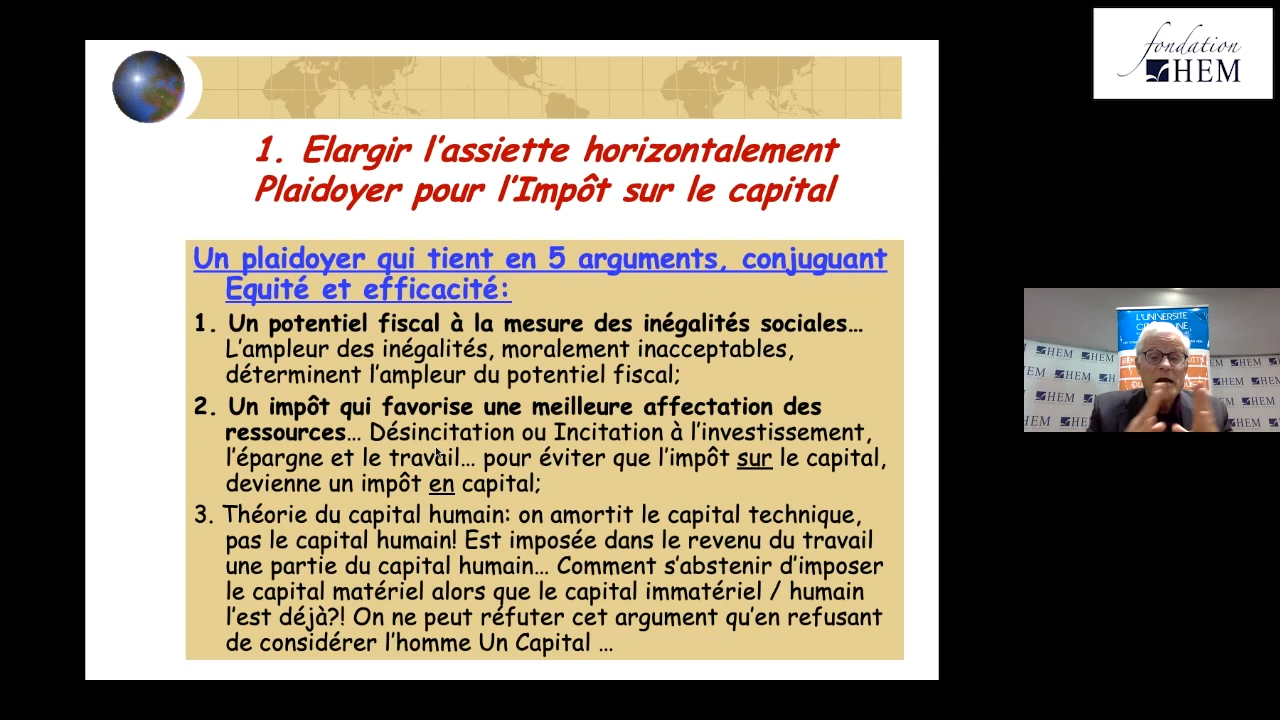 fondation
HEM
1. Elargir l'assiette horizontalement
Plaidoyer pour l'Impôt sur le capital
Un plaidoyer qui tient en 5 arguments, conjuguant
Equité et efficacité:
1. Un potentiel fiscal à la mesure des inégalités sociales…
L'ampleur des inégalités, moralement inacceptables,
déterminent l'ampleur du potentiel fiscal;
2. Un impôt qui favorise une meilleure affectation des
ressources… Désincitation ou Incitation à l'investissement,
l'épargne et le travail… pour éviter que l'impôt sur le capital,
devienne un impôt en capital;
3. Théorie du capital humain: on amortit le capital technique,
pas le capital humain! Est imposée dans le revenu du travail
une partie du capital humain… Comment s'abstenir d'imposer
le capital matériel alors que le capital immatériel / humain
l'est déjà?! On ne peut réfuter cet argument qu'en refusant
de considérer l'homme Un Capital …
L'UNIVERSITÉ
HEM HEM HEM
HEM HEM